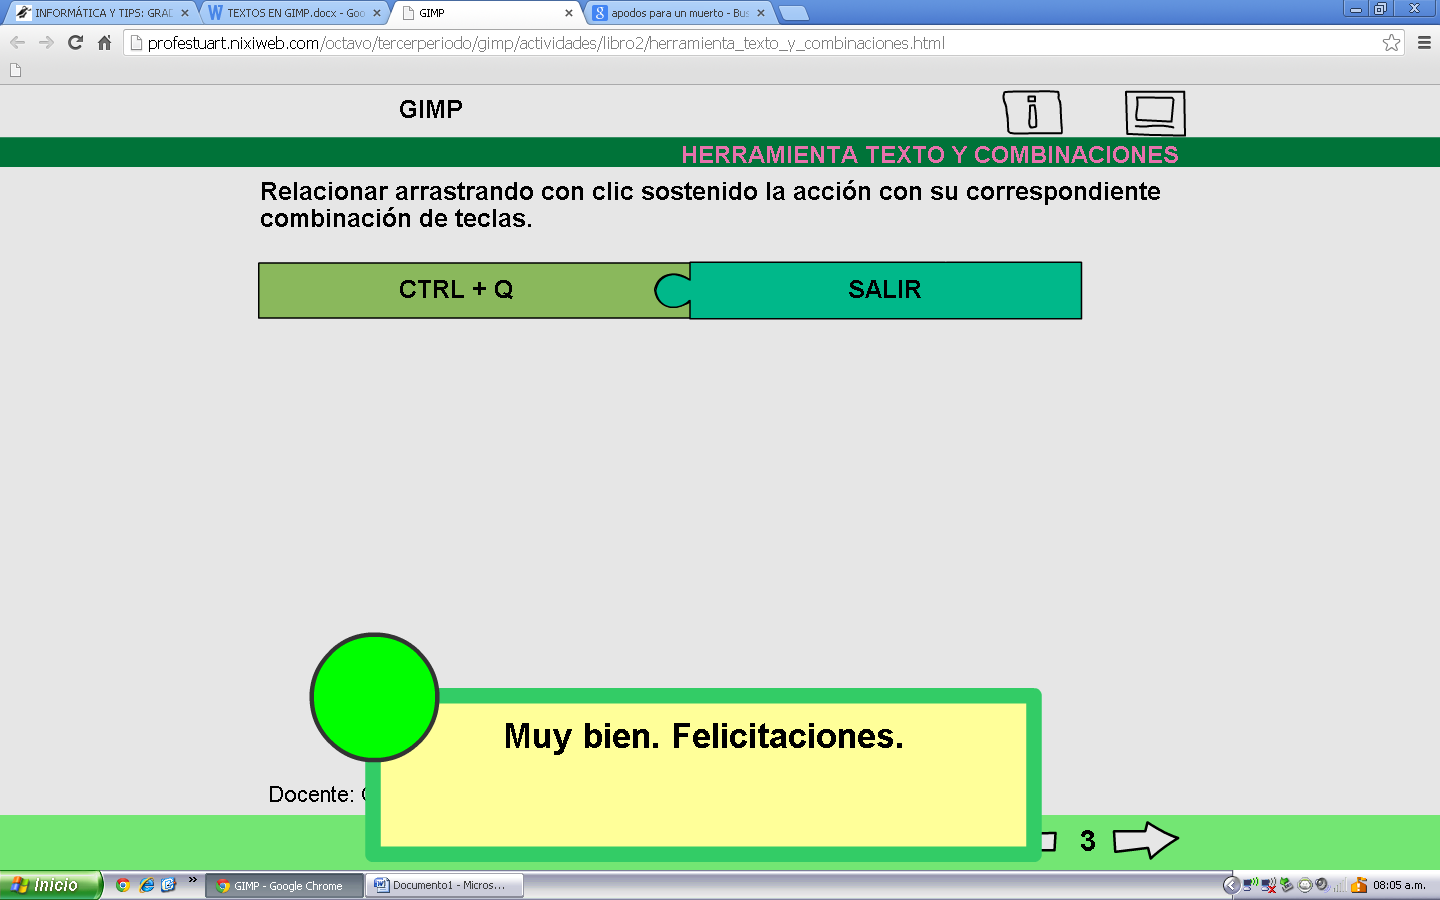 INFORMÁTICA Y TIPS: GRAD
TEXTOS EN GIMP.docx - Goo
GIMP
apodos para un muerto - Bus
profestuart.nixiweb.com/octavo/tercerperiodo/gimp/actividades/libro2/herramienta_texto_y_combinaciones.html
GIMP
HERRAMIENTA TEXTO Y COMBINACIONES
Relacionar arrastrando con clic sostenido la acción con su correspondiente
combinación de teclas.
CTRL + Q
SALIR
Muy bien. Felicitaciones.
Docente:
3
Inicio
GIMP - Google Chrome
Documento1 - Micros...
08:05 a.m.